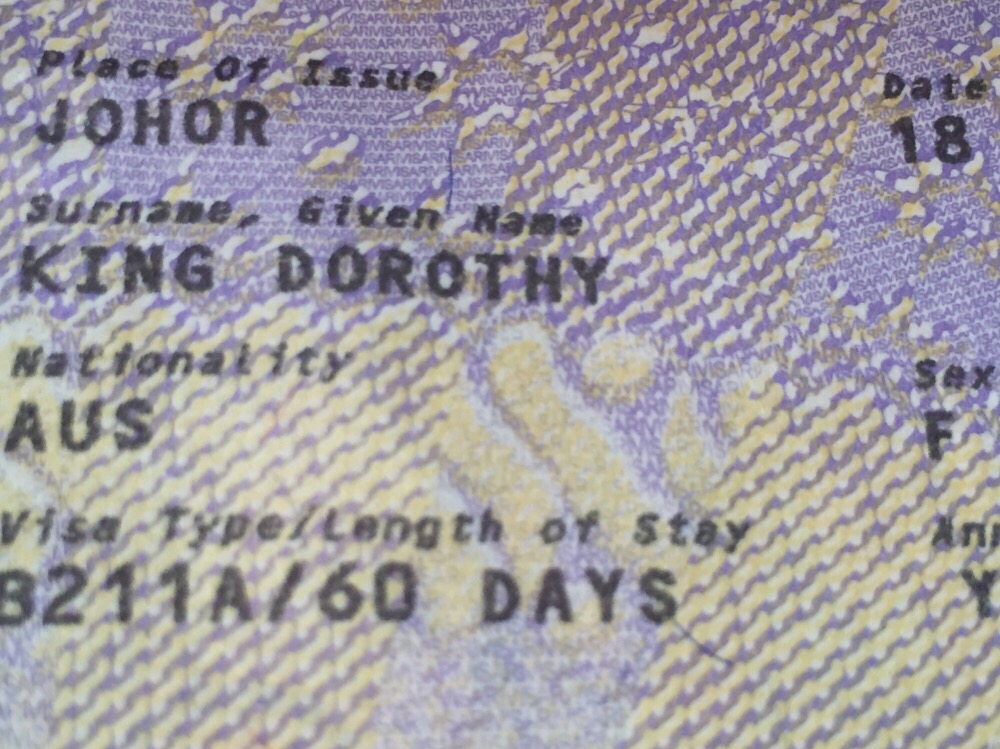 Place of Issue
JOHOR
Date
18
Surname, Given Name
KING DOROTHY
Nationality
AUS
Sex
F
Visa Type/Length of Stay
B211A/60 DAYS
Y